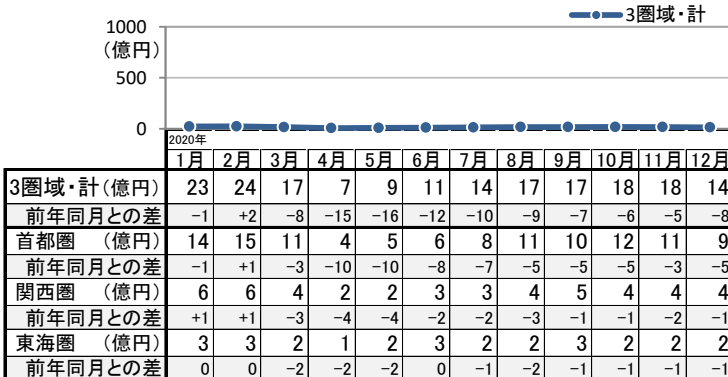 3圏域・計
1000
(億円)
500
0
2020年
1月 2月 3月 4月 5月 6月 7月 8月 9月 10月 11月 12月
3圏域・計(億円) 23 24 17 7 9 11 14 17 17 18 18 14
前年同月との差 -1 +2 -8 -15 -16 -12 -10 -9 -7 -6 -5 -8
首都圏 (億円) 14 15 11 4 5 6 8 11 10 12 11 9
前年同月との差 -1 +1 -3 -10 -10 -8 -7 -5 -5 -5 -3 -5
関西圏 (億円) 6 6 4 2 2 3 3 4 5 4 4 4
前年同月との差 +1 +1 -3 -4 -4 -2 -2 -3 -1 -1 -2 -1
東海圏 (億円) 3 3 2 1 2 3 2 2 3 2 2 2
前年同月との差 0 0 -2 -2 -2 0 -1 -2 -1 -1 -1 -1